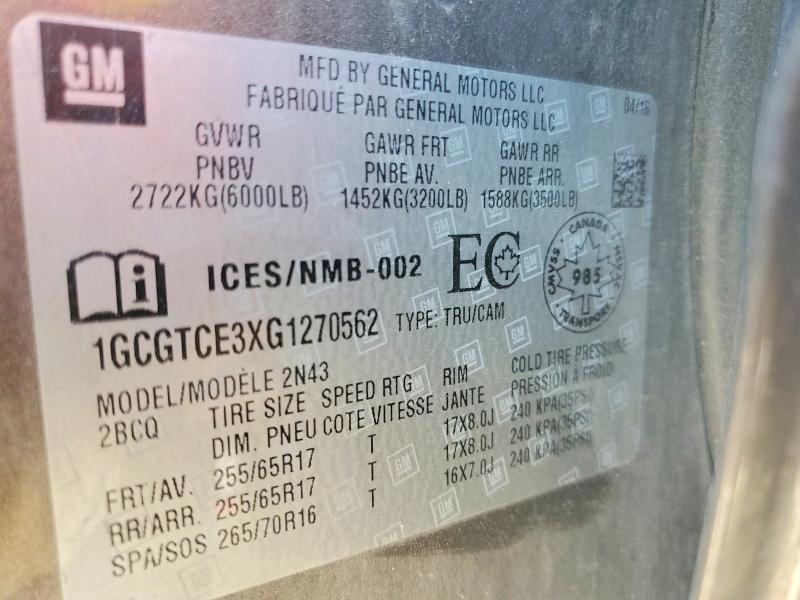 GM
MFD BY GENERAL MOTORS LLC
FABRIQUÉ PAR GENERAL MOTORS LLC
04/16
GVWR GAWR FRT GAWR RR
PNBV PNBE AV. PNBE ARR.
2722KG(6000LB) 1452KG(3200LB) 1588KG(3500LB)
i ICES/NMB-002 EC
CMVSS · CANADA · NSVAC · TRANSPORT
985
1GCGTCE3XG1270562 TYPE: TRU/CAM
MODEL/MODÈLE 2N43
2BCQ TIRE SIZE SPEED RTG RIM COLD TIRE PRESSURE
DIM. PNEU COTE VITESSE JANTE PRESSION À FROID
FRT/AV. 255/65R17 T 17X8.0J 240 KPA(35PSI)
RR/ARR. 255/65R17 T 17X8.0J 240 KPA(35PSI)
SPA/SOS 265/70R16 T 16X7.0J 240 KPA(35PSI)